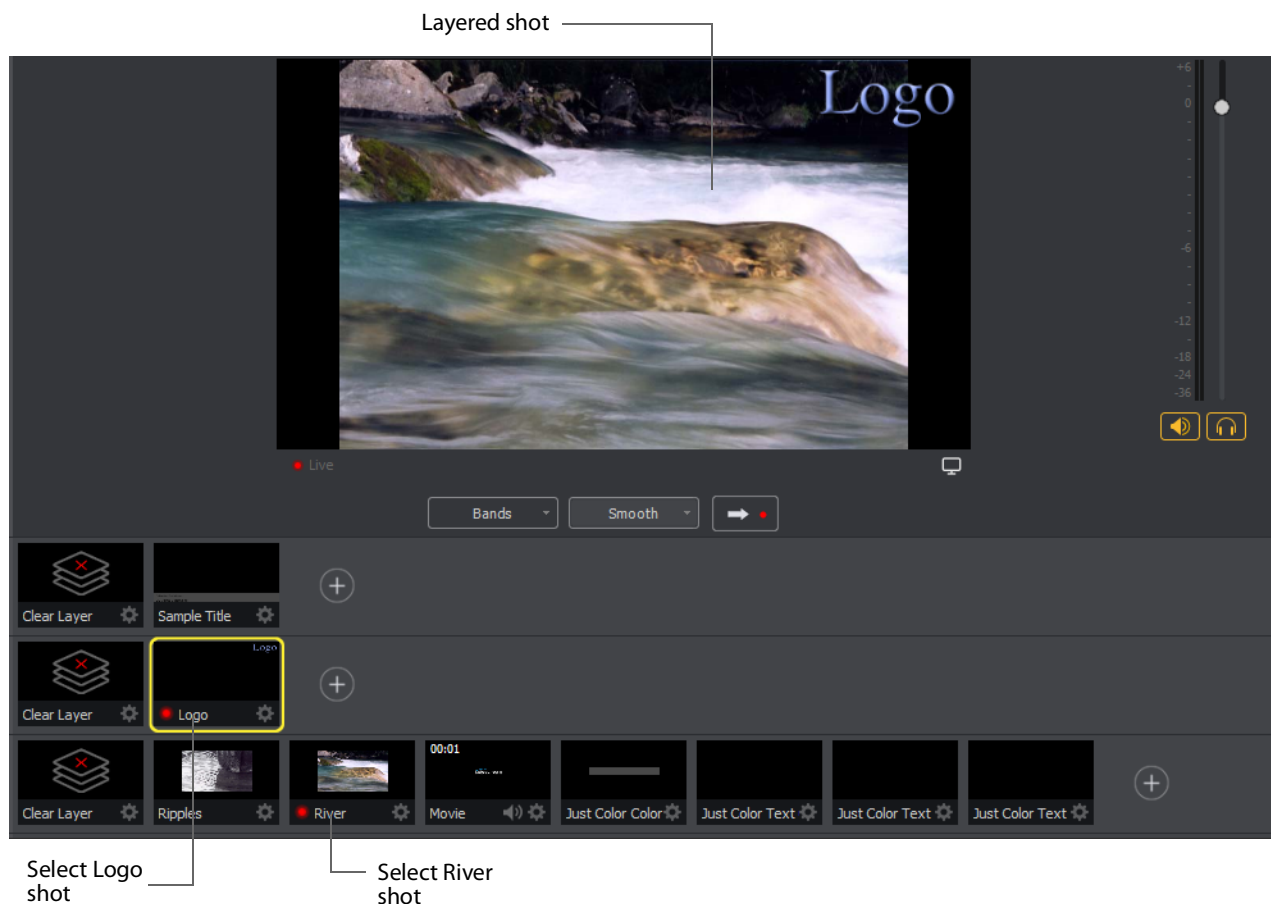 Layered shot
Logo
+6
0
-6
-12
-18
-24
-36
Live
Bands
Smooth
Clear Layer
Sample Title
Logo
Clear Layer
Logo
00:01
Clear Layer
Ripples
River
Movie
Just Color Color
Just Color Text
Just Color Text
Just Color Text
Select Logo
shot
Select River
shot